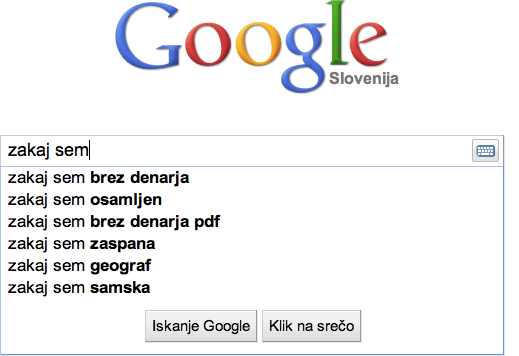 Google
Slovenija
zakaj sem
zakaj sem brez denarja
zakaj sem osamljen
zakaj sem brez denarja pdf
zakaj sem zaspana
zakaj sem geograf
zakaj sem samska
Iskanje Google Klik na srečo